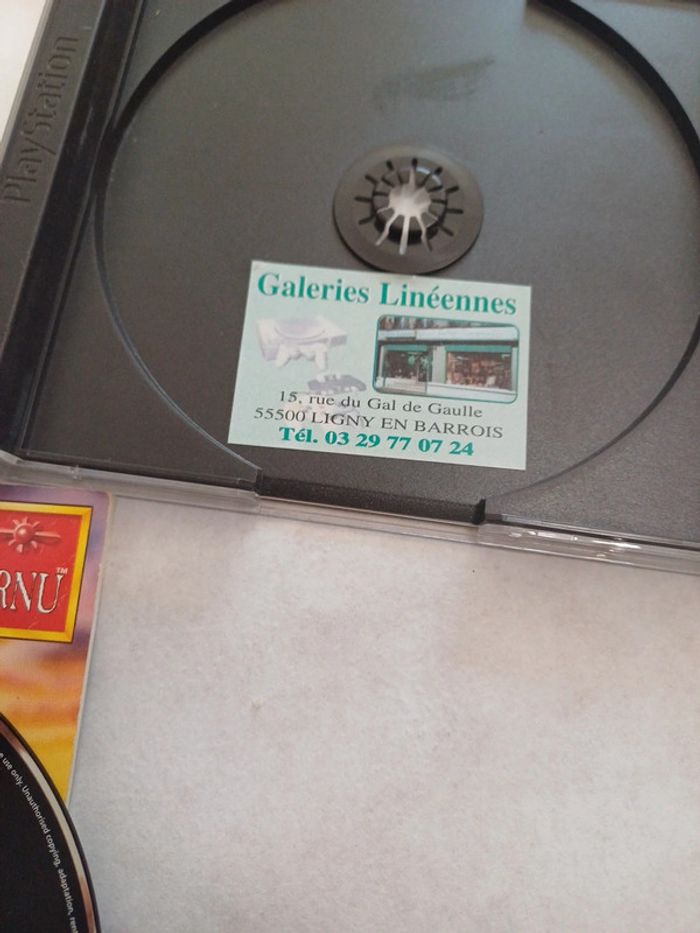 PlayStation
Galeries Linéennes
15, rue du Gal de Gaulle
55500 LIGNY EN BARROIS
Tél. 03 29 77 07 24
RNU™
use only. Unauthorised copying, adaptation,